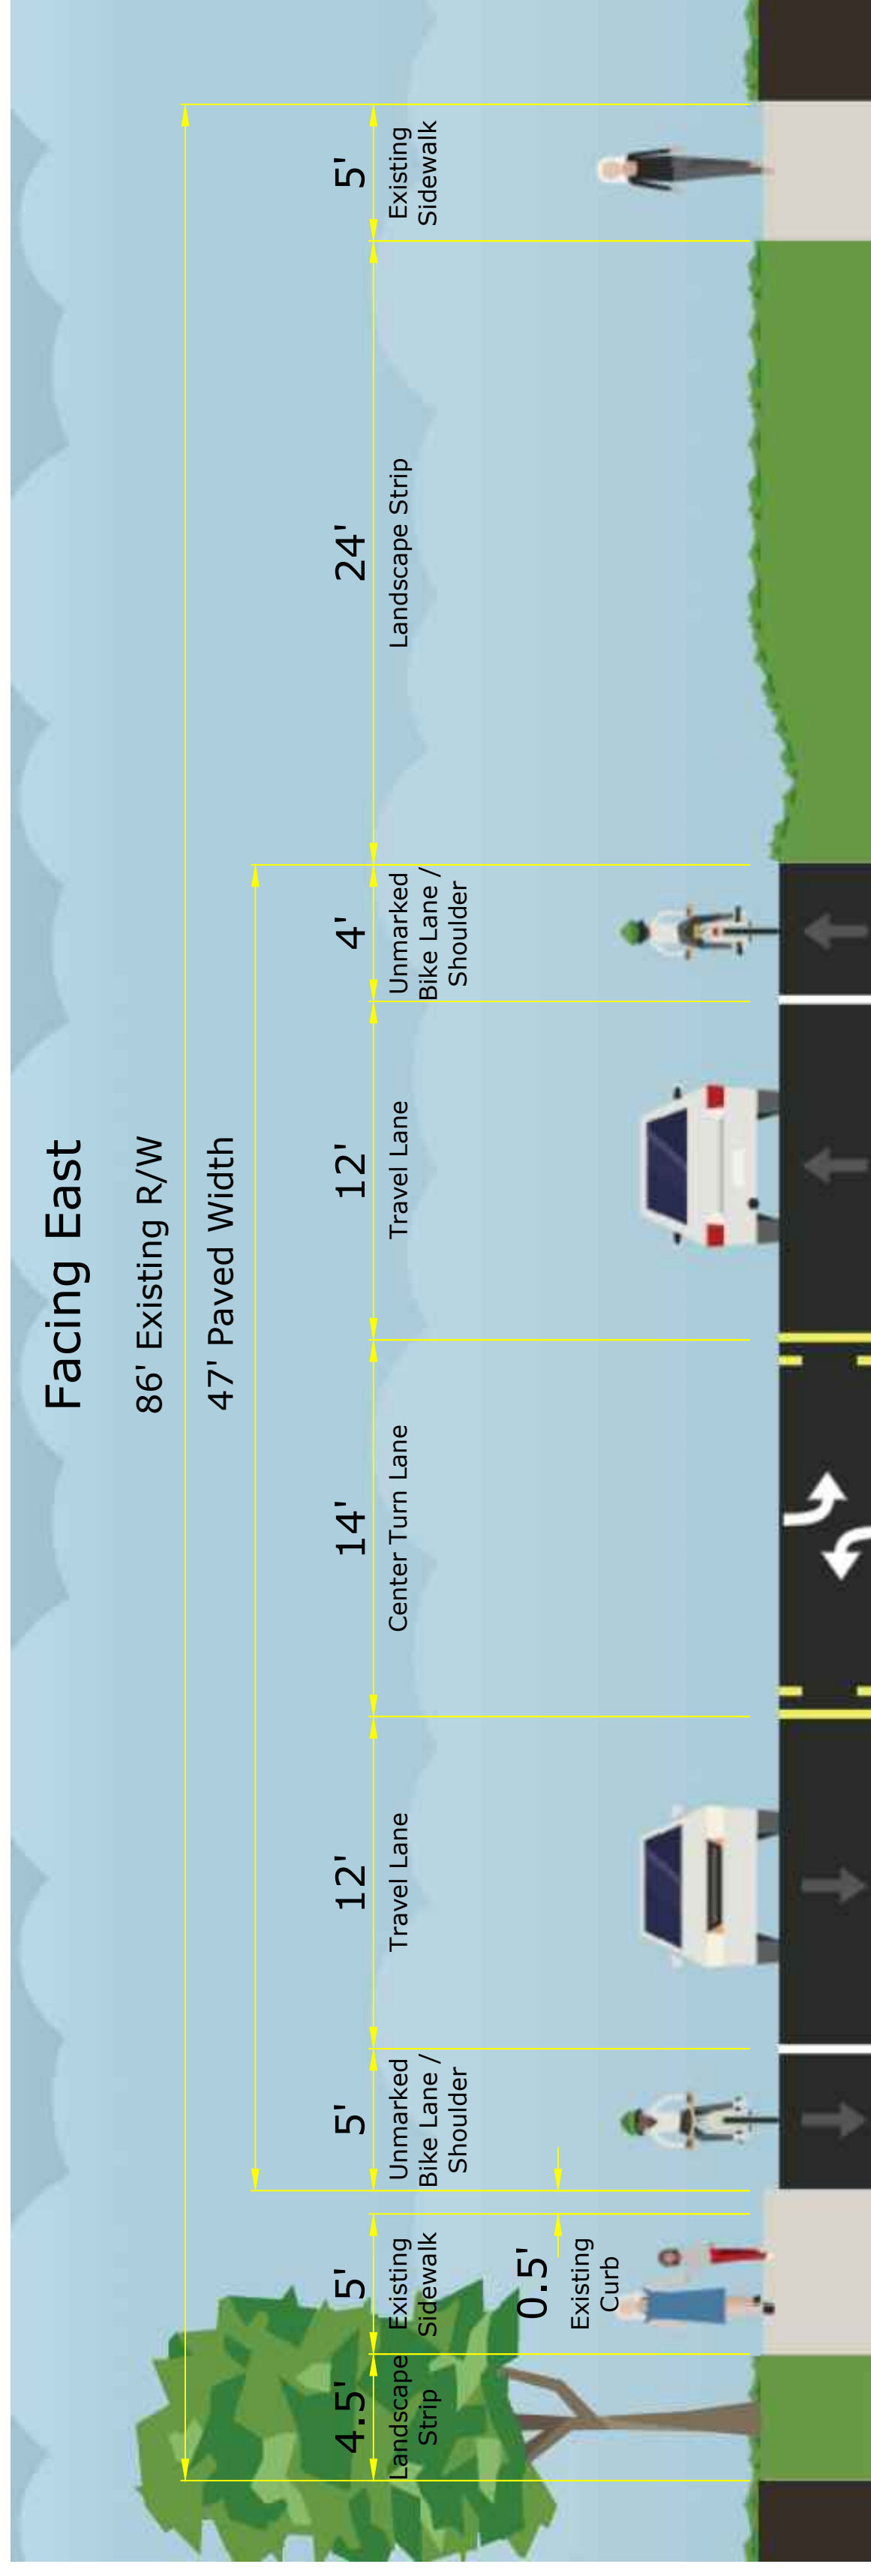 Facing East
86' Existing R/W
47' Paved Width
4.5'
Landscape
Strip
5'
Existing
Sidewalk
0.5'
Existing
Curb
5'
Unmarked
Bike Lane /
Shoulder
12'
Travel Lane
14'
Center Turn Lane
12'
Travel Lane
4'
Unmarked
Bike Lane /
Shoulder
24'
Landscape Strip
5'
Existing
Sidewalk